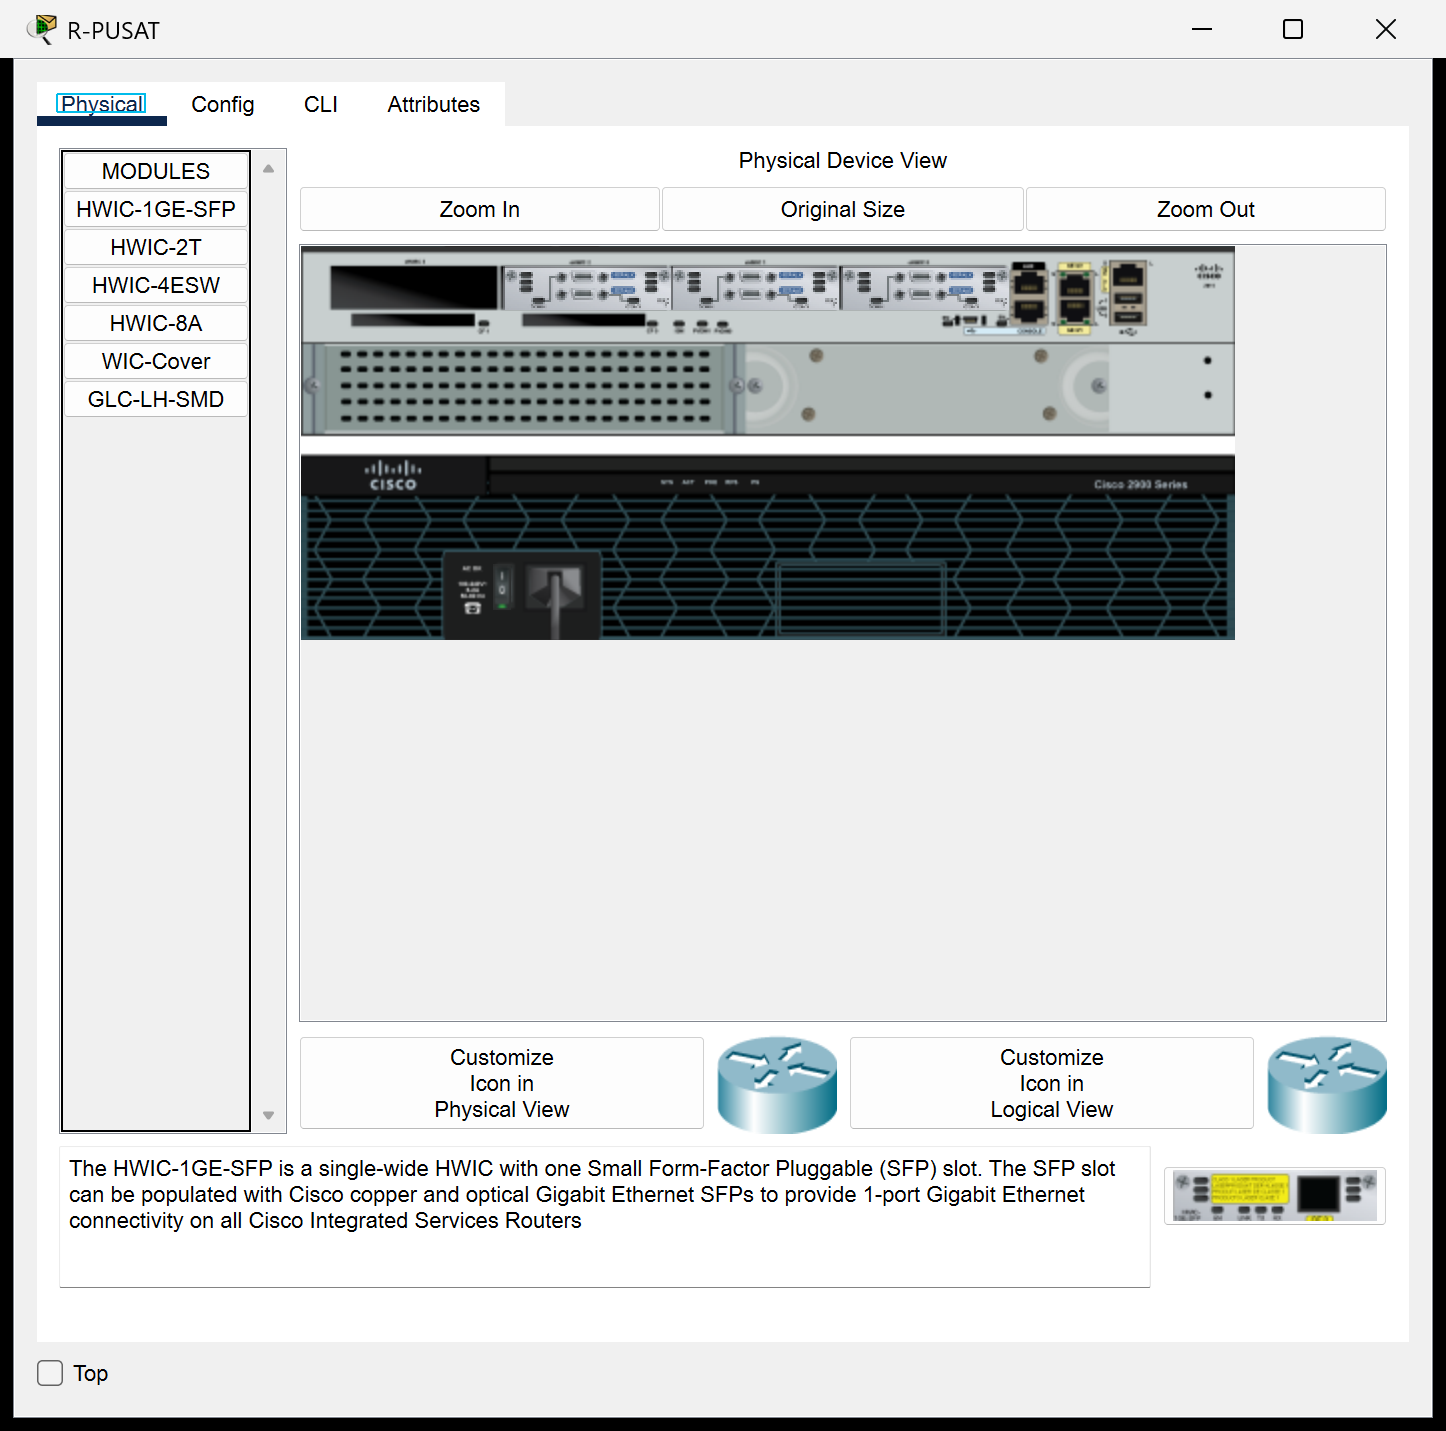 R-PUSAT
Physical
Config
CLI
Attributes
MODULES
HWIC-1GE-SFP
HWIC-2T
HWIC-4ESW
HWIC-8A
WIC-Cover
GLC-LH-SMD
Physical Device View
Zoom In
Original Size
Zoom Out
CONSOLE
CISCO
Cisco 2900 Series
Customize
Icon in
Physical View
Customize
Icon in
Logical View
The HWIC-1GE-SFP is a single-wide HWIC with one Small Form-Factor Pluggable (SFP) slot. The SFP slot
can be populated with Cisco copper and optical Gigabit Ethernet SFPs to provide 1-port Gigabit Ethernet
connectivity on all Cisco Integrated Services Routers
Top